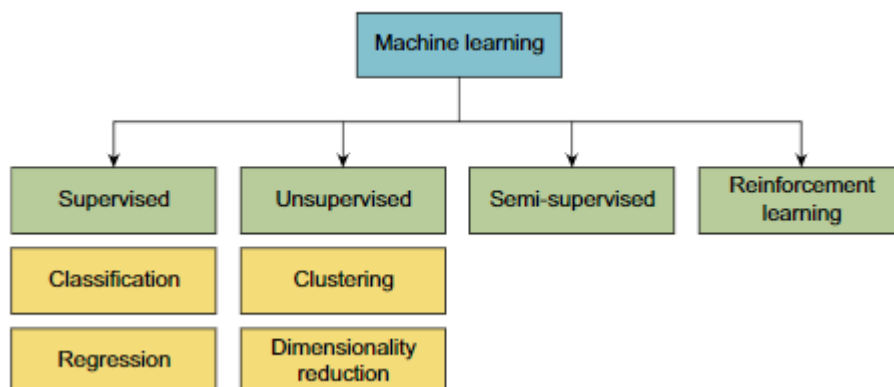 Machine learning
Supervised
Unsupervised
Semi-supervised
Reinforcement
learning
Classification
Clustering
Regression
Dimensionality
reduction